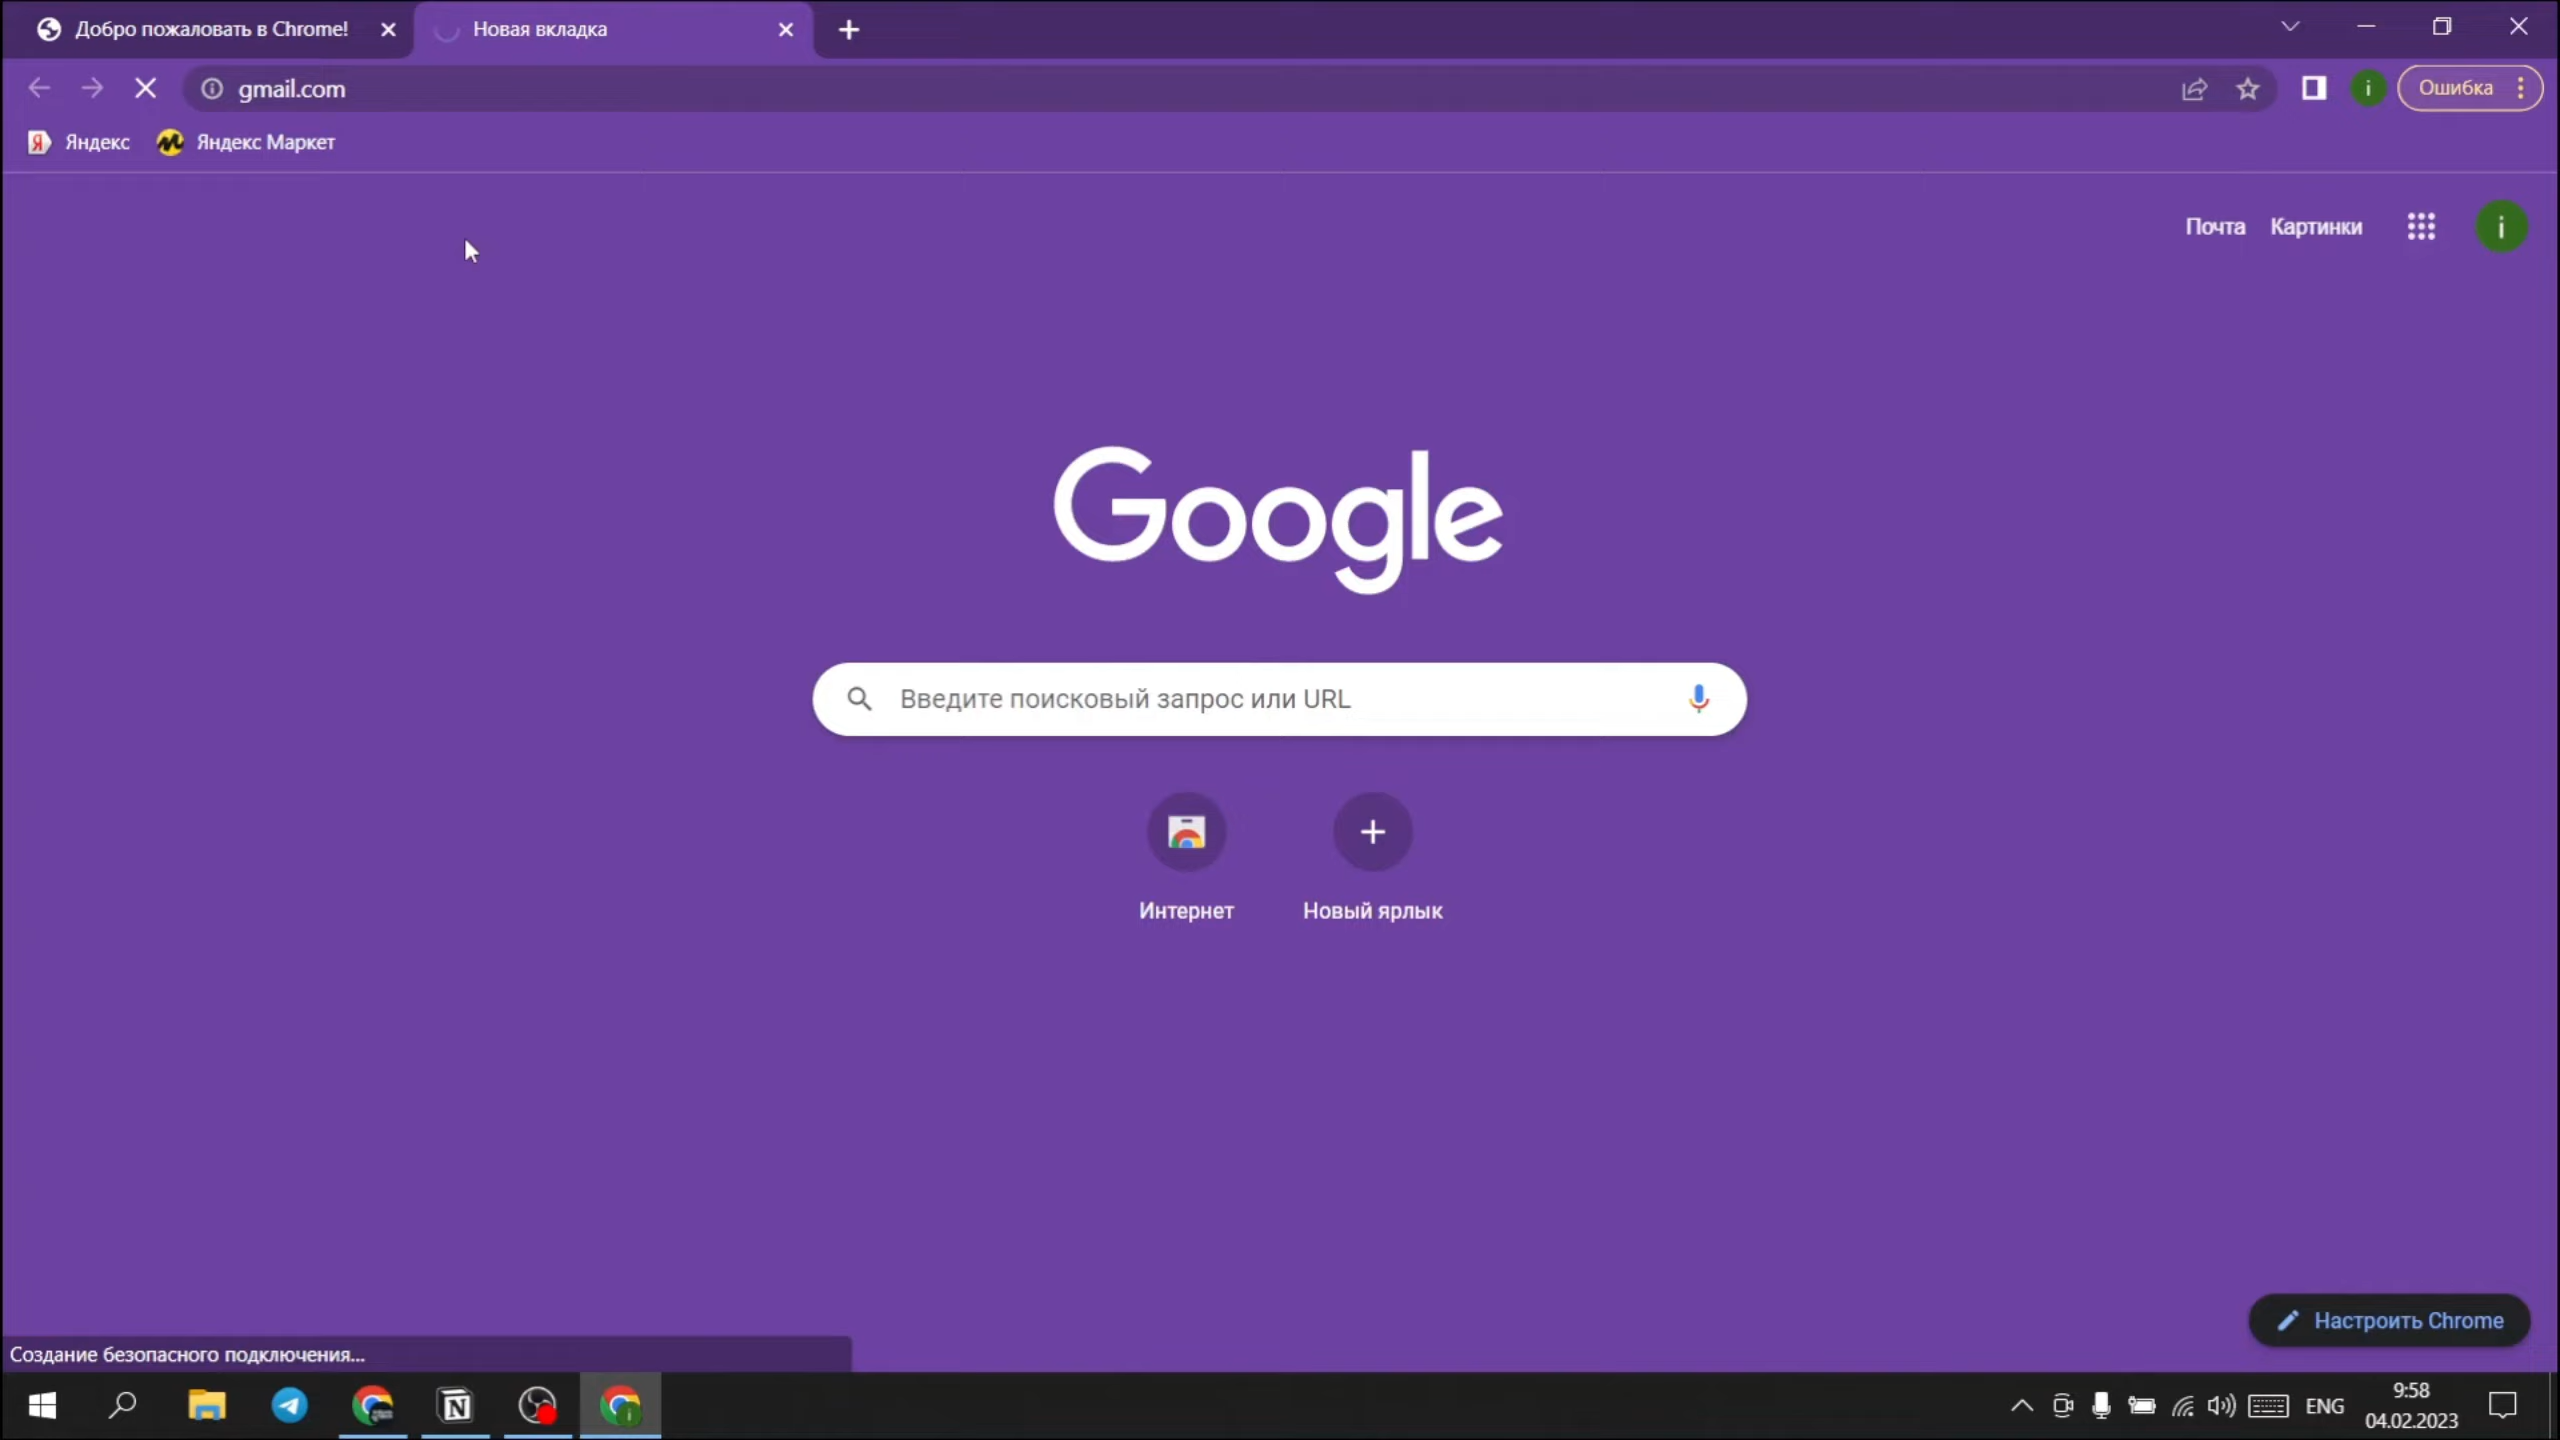 Добро пожаловать в Chrome!
Новая вкладка
gmail.com
Ошибка
Яндекс
Яндекс Маркет
Почта
Картинки
i
Google
Введите поисковый запрос или URL
Интернет
Новый ярлык
Настроить Chrome
Создание безопасного подключения...
ENG
9:58
04.02.2023